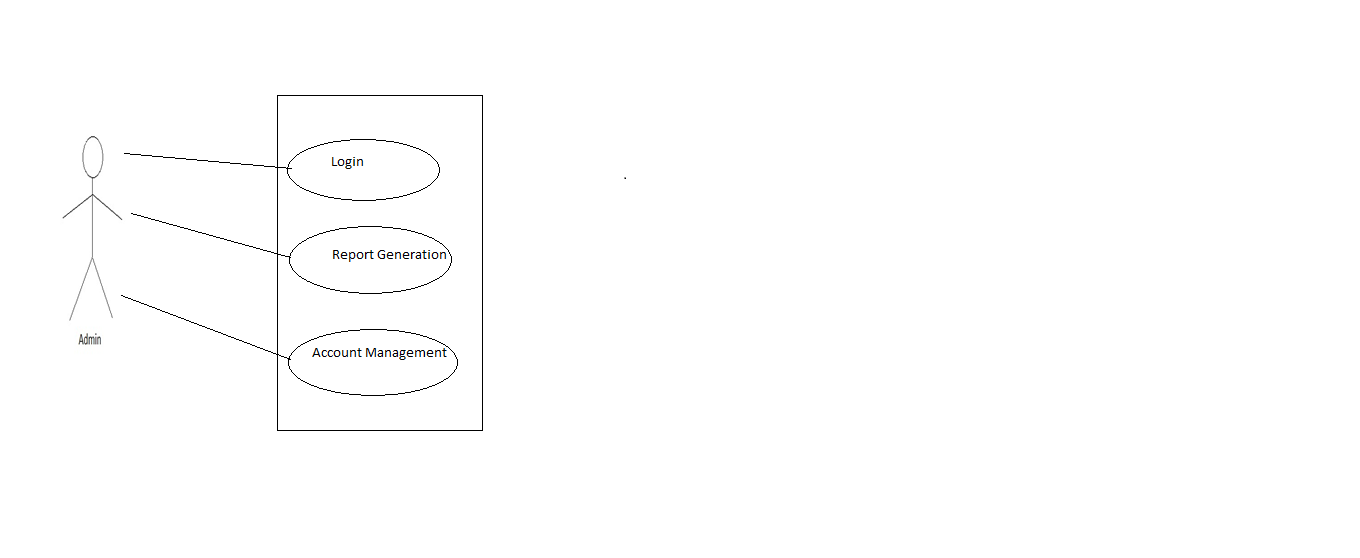 Login
Report Generation
Account Management
Admin